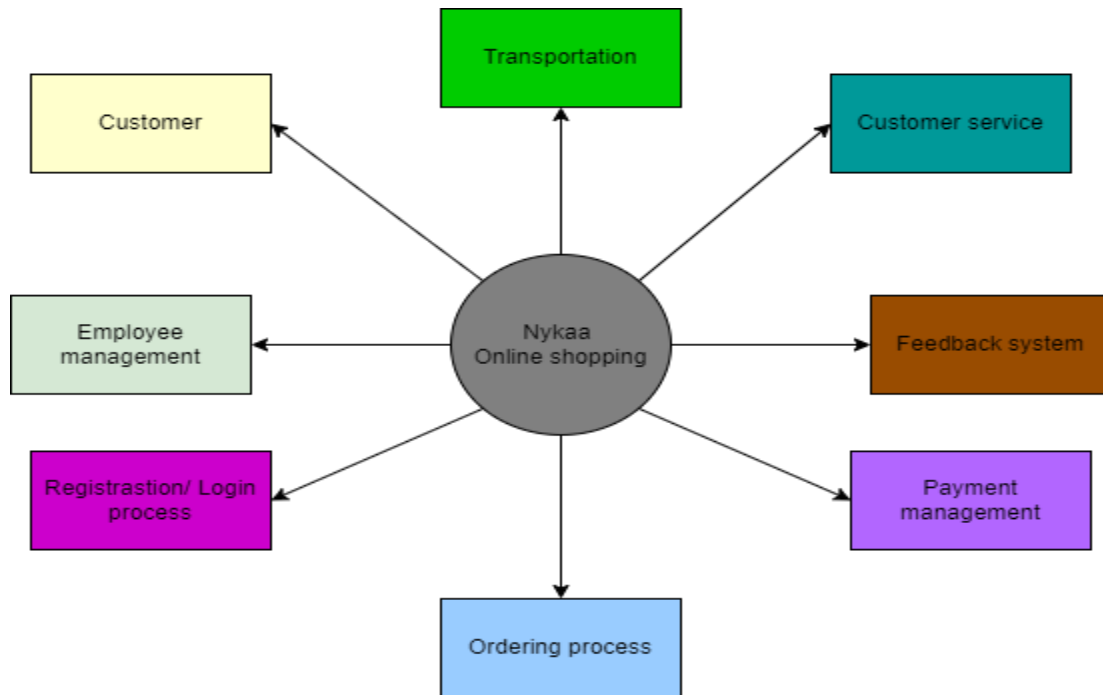 Transportation
Customer
Customer service
Employee
management
Nykaa
Online shopping
Feedback system
Registrastion/ Login
process
Payment
management
Ordering process